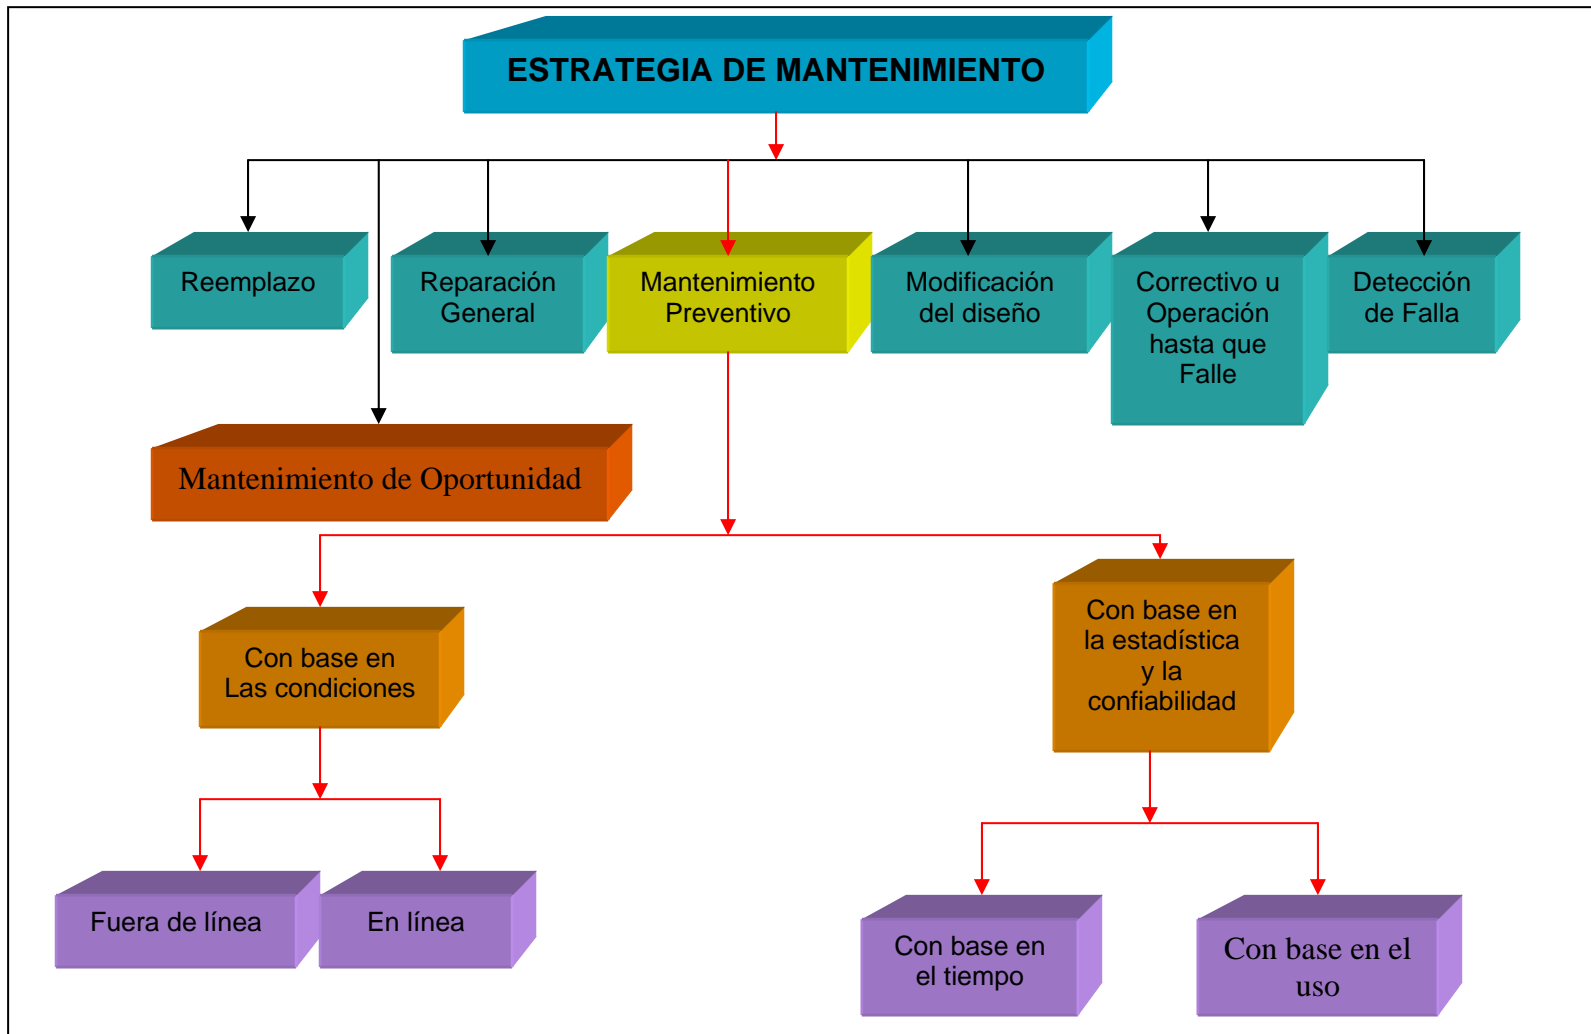 ESTRATEGIA DE MANTENIMIENTO
Reemplazo
Reparación
General
Mantenimiento
Preventivo
Modificación
del diseño
Correctivo u
Operación
hasta que
Falle
Detección
de Falla
Mantenimiento de Oportunidad
Con base en
Las condiciones
Con base en
la estadística
y la
confiabilidad
Fuera de línea
En línea
Con base en
el tiempo
Con base en el
uso